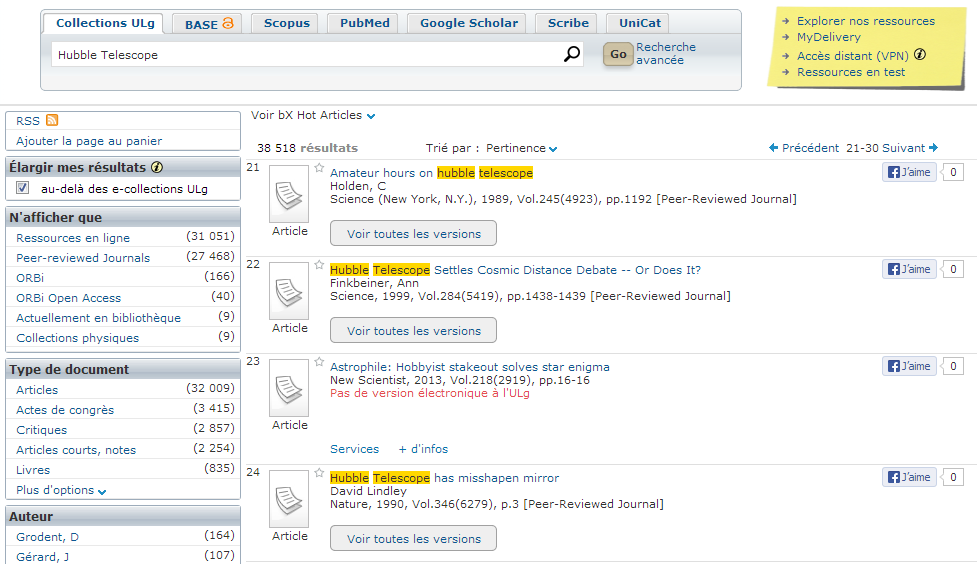 Collections ULg
BASE
Scopus
PubMed
Google Scholar
Scribe
UniCat
Hubble Telescope
Go
Recherche
avancée
Explorer nos ressources
MyDelivery
Accès distant (VPN)
Ressources en test
RSS
Ajouter la page au panier
Élargir mes résultats
au-delà des e-collections ULg
N'afficher que
Ressources en ligne (31 051)
Peer-reviewed Journals (27 468)
ORBi (166)
ORBi Open Access (40)
Actuellement en bibliothèque (9)
Collections physiques (9)
Type de document
Articles (32 009)
Actes de congrès (3 415)
Critiques (2 857)
Articles courts, notes (2 254)
Livres (835)
Plus d'options
Auteur
Grodent, D (164)
Gérard, J (107)
Voir bX Hot Articles
38 518 résultats
Trié par : Pertinence
Précédent 21-30 Suivant
21
Article
Amateur hours on hubble telescope
Holden, C
Science (New York, N.Y.), 1989, Vol.245(4923), pp.1192 [Peer-Reviewed Journal]
Voir toutes les versions
J'aime 0
22
Article
Hubble Telescope Settles Cosmic Distance Debate -- Or Does It?
Finkbeiner, Ann
Science, 1999, Vol.284(5419), pp.1438-1439 [Peer-Reviewed Journal]
Voir toutes les versions
J'aime 0
23
Article
Astrophile: Hobbyist stakeout solves star enigma
New Scientist, 2013, Vol.218(2919), pp.16-16
Pas de version électronique à l'ULg
Services + d'infos
J'aime 0
24
Article
Hubble Telescope has misshapen mirror
David Lindley
Nature, 1990, Vol.346(6279), p.3 [Peer-Reviewed Journal]
Voir toutes les versions
J'aime 0